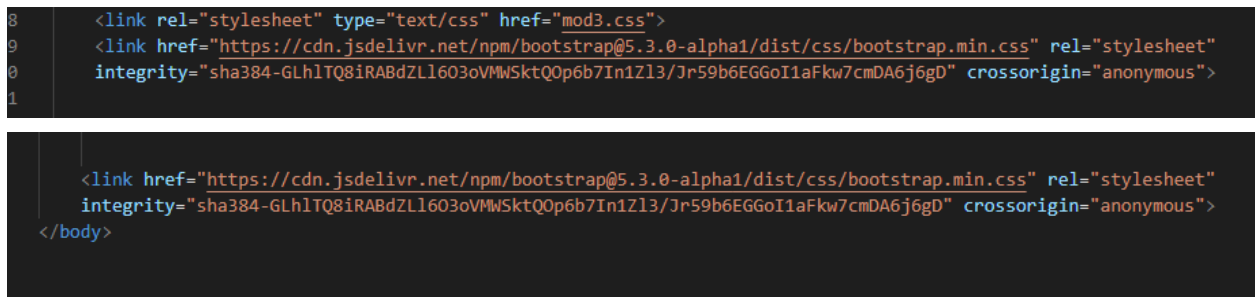 8 <link rel="stylesheet" type="text/css" href="mod3.css">
9 <link href="https://cdn.jsdelivr.net/npm/bootstrap@5.3.0-alpha1/dist/css/bootstrap.min.css" rel="stylesheet"
0 integrity="sha384-GLhlTQ8iRABdZLl6O3oVMWSktQOp6b7In1Zl3/Jr59b6EGGoI1aFkw7cmDA6j6gD" crossorigin="anonymous">
1
<link href="https://cdn.jsdelivr.net/npm/bootstrap@5.3.0-alpha1/dist/css/bootstrap.min.css" rel="stylesheet"
integrity="sha384-GLhlTQ8iRABdZLl6O3oVMWSktQOp6b7In1Zl3/Jr59b6EGGoI1aFkw7cmDA6j6gD" crossorigin="anonymous">
</body>